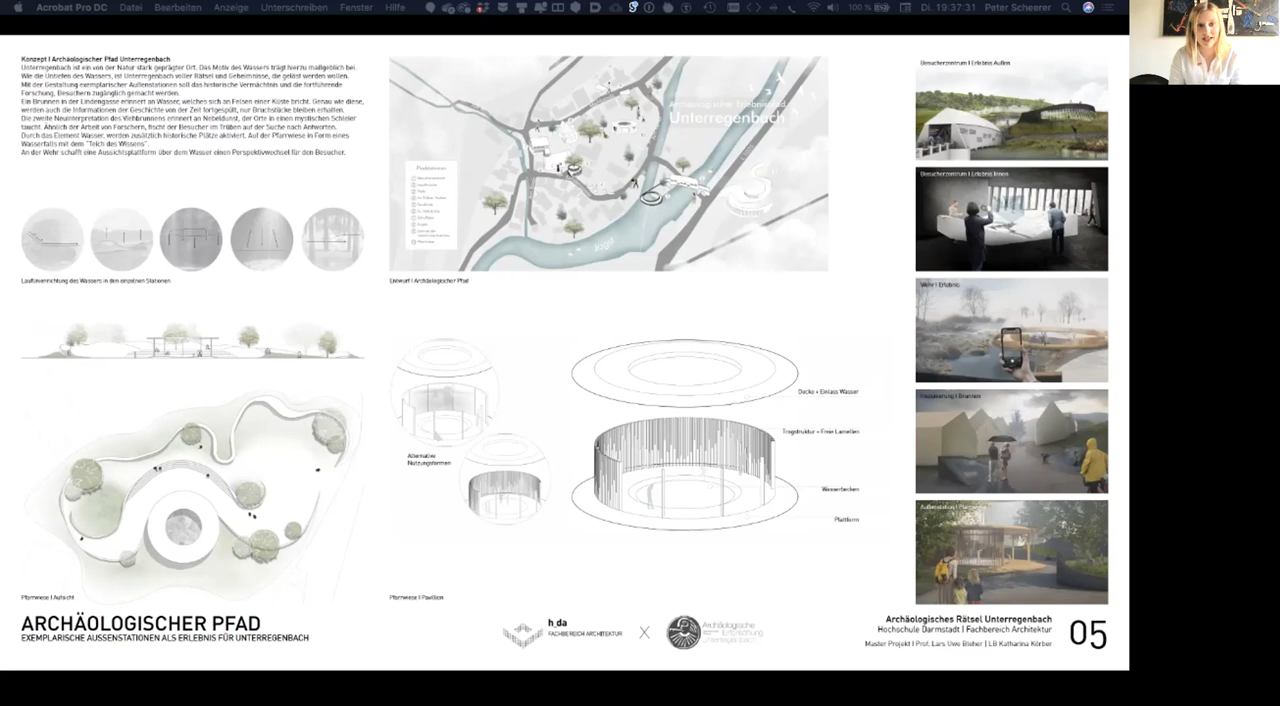 Acrobat Pro DC Datei Bearbeiten Anzeige Unterschreiben Fenster Hilfe
100 %
Di. 19:37:31 Peter Scheerer
Konzept | Archäologischer Pfad Unterregenbach
Unterregenbach ist ein von der Natur stark geprägter Ort. Das Motiv des Wassers trägt hierzu maßgeblich bei.
Wie die Untiefen des Wassers, ist Unterregenbach voller Rätsel und Geheimnisse, die gelöst werden wollen.
Mit der Gestaltung exemplarischer Außenstationen soll das historische Vermächtnis und die fortführende
Forschung, Besuchern zugänglich gemacht werden.
Ein Brunnen in der Lindengasse erinnert an Wasser, welches sich an Felsen einer Küste bricht. Genau wie diese,
werden auch die Informationen der Geschichte von der Zeit fortgespült, nur Bruchstücke bleiben erhalten.
Die zweite Neuinterpretation des Viehbrunnens erinnert an Nebeldunst, der Orte in einen mystischen Schleier
taucht. Ähnlich der Arbeit von Forschern, fischt der Besucher im Trüben auf der Suche nach Antworten.
Durch das Element Wasser, werden zusätzlich historische Plätze aktiviert. Auf der Pfarrwiese in Form eines
Wasserfalls mit dem "Teich des Wissens".
An der Wehr schafft eine Aussichtsplattform über dem Wasser einen Perspektivwechsel für den Besucher.
Archäologischer Erlebnispfad
Unterregenbach
Besucherzentrum | Erlebnis Außen
Besucherzentrum | Erlebnis Innen
Entwurf | Archäologischer Pfad
Wehr | Erlebnis
Decke + Einlass Wasser
Tragstruktur + Freie Lamellen
Alternative
Nutzungsformen
Wasserbecken
Plattform
Pfarrwiese | Aufsicht
Pfarrwiese | Pavillion
ARCHÄOLOGISCHER PFAD
EXEMPLARISCHE AUSSENSTATIONEN ALS ERLEBNIS FÜR UNTERREGENBACH
h_da
FACHBEREICH ARCHITEKTUR
X
Archäologische
Unterregenbach
Archäologisches Rätsel Unterregenbach
Hochschule Darmstadt | Fachbereich Architektur
Master Projekt | Prof. Lars Uwe Bleher | LB Katharina Körber
05